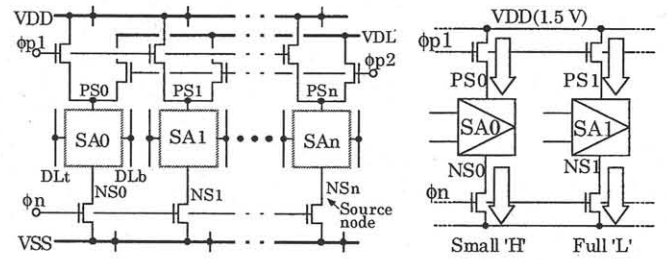 VDD
VDL
ϕp1
ϕp2
PS0
PS1
PSn
SA0
SA1
SAn
DLt
DLb
NS0
NS1
NSn
Source
node
ϕn
VSS
VDD(1.5 V)
ϕp1
PS0
PS1
SA0
SA1
NS0
NS1
ϕn
Small 'H'
Full 'L'